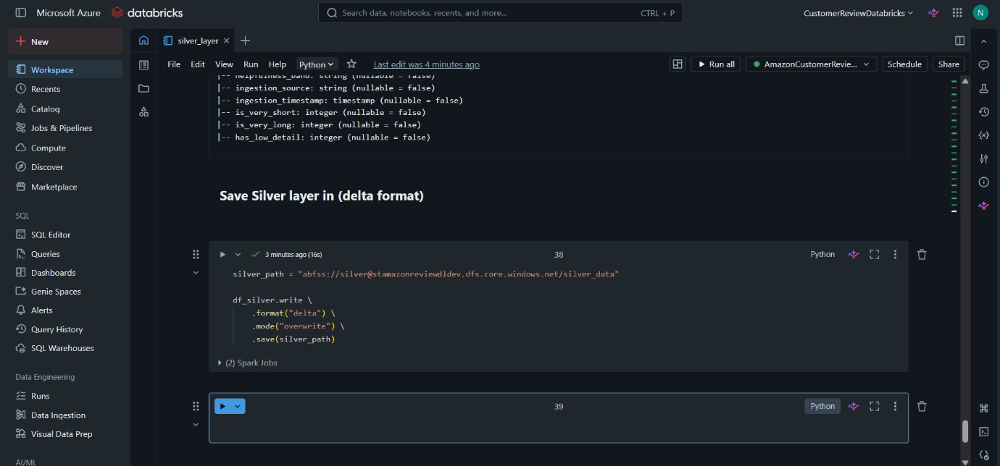 Microsoft Azure databricks Search data, notebooks, recents, and more... CTRL + P CustomerReviewDatabricks N
New
Workspace
Recents
Catalog
Jobs & Pipelines
Compute
Discover
Marketplace
SQL
SQL Editor
Queries
Dashboards
Genie Spaces
Alerts
Query History
SQL Warehouses
Data Engineering
Runs
Data Ingestion
Visual Data Prep
AI/ML
silver_layer
File Edit View Run Help Python Last edit was 4 minutes ago Run all AmazonCustomerRevie... Schedule Share
|-- helpfulness_band: string (nullable = false)
|-- ingestion_source: string (nullable = false)
|-- ingestion_timestamp: timestamp (nullable = false)
|-- is_very_short: integer (nullable = false)
|-- is_very_long: integer (nullable = false)
|-- has_low_detail: integer (nullable = false)
Save Silver layer in (delta format)
3 minutes ago (16s) 38 Python
silver_path = "abfss://silver@stamazonreviewdldev.dfs.core.windows.net/silver_data"
df_silver.write \
.format("delta") \
.mode("overwrite") \
.save(silver_path)
(2) Spark Jobs
39 Python